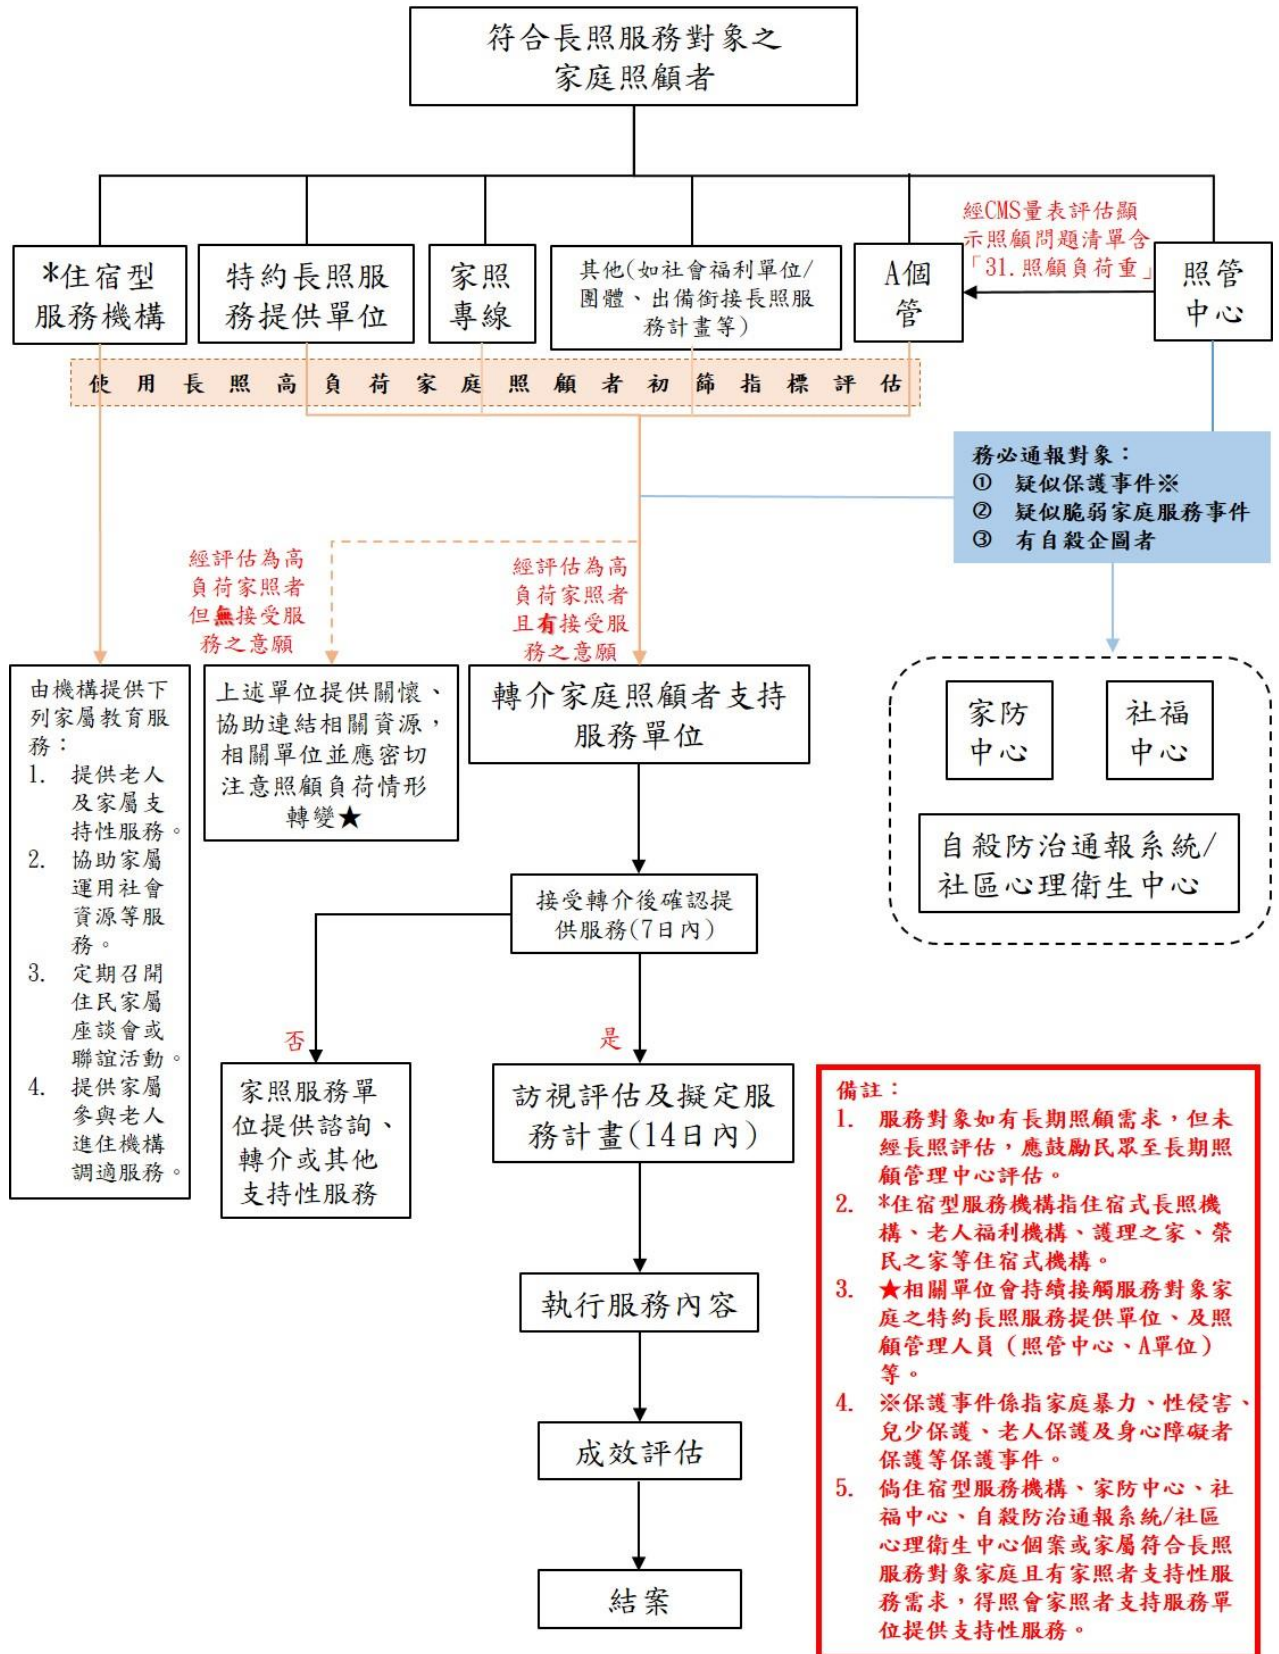 符合長照服務對象之
家庭照顧者
*住宿型
服務機構
特約長照服
務提供單位
家照
專線
其他(如社會福利單位/
團體、出備銜接長照服
務計畫等)
A個
管
經CMS量表評估顯
示照顧問題清單含
「31.照顧負荷重」
照管
中心
使用長照高負荷家庭照顧者初篩指標評估
務必通報對象：
① 疑似保護事件※
② 疑似脆弱家庭服務事件
③ 有自殺企圖者
經評估為高
負荷家照者
但無接受服
務之意願
經評估為高
負荷家照者
且有接受服
務之意願
由機構提供下
列家屬教育服
務：
1. 提供老人
及家屬支
持性服務。
2. 協助家屬
運用社會
資源等服
務。
3. 定期召開
住民家屬
座談會或
聯誼活動。
4. 提供家屬
參與老人
進住機構
調適服務。
上述單位提供關懷、
協助連結相關資源，
相關單位並應密切
注意照顧負荷情形
轉變★
轉介家庭照顧者支持
服務單位
家防
中心
社福
中心
自殺防治通報系統/
社區心理衛生中心
接受轉介後確認提
供服務(7日內)
否
是
家照服務單
位提供諮詢、
轉介或其他
支持性服務
訪視評估及擬定服
務計畫(14日內)
執行服務內容
成效評估
結案
備註：
1. 服務對象如有長期照顧需求，但未
經長照評估，應鼓勵民眾至長期照
顧管理中心評估。
2. *住宿型服務機構指住宿式長照機
構、老人福利機構、護理之家、榮
民之家等住宿式機構。
3. ★相關單位會持續接觸服務對象家
庭之特約長照服務提供單位、及照
顧管理人員（照管中心、A單位）
等。
4. ※保護事件係指家庭暴力、性侵害、
兒少保護、老人保護及身心障礙者
保護等保護事件。
5. 倘住宿型服務機構、家防中心、社
福中心、自殺防治通報系統/社區
心理衛生中心個案或家屬符合長照
服務對象家庭且有家照者支持性服
務需求，得照會家照者支持服務單
位提供支持性服務。